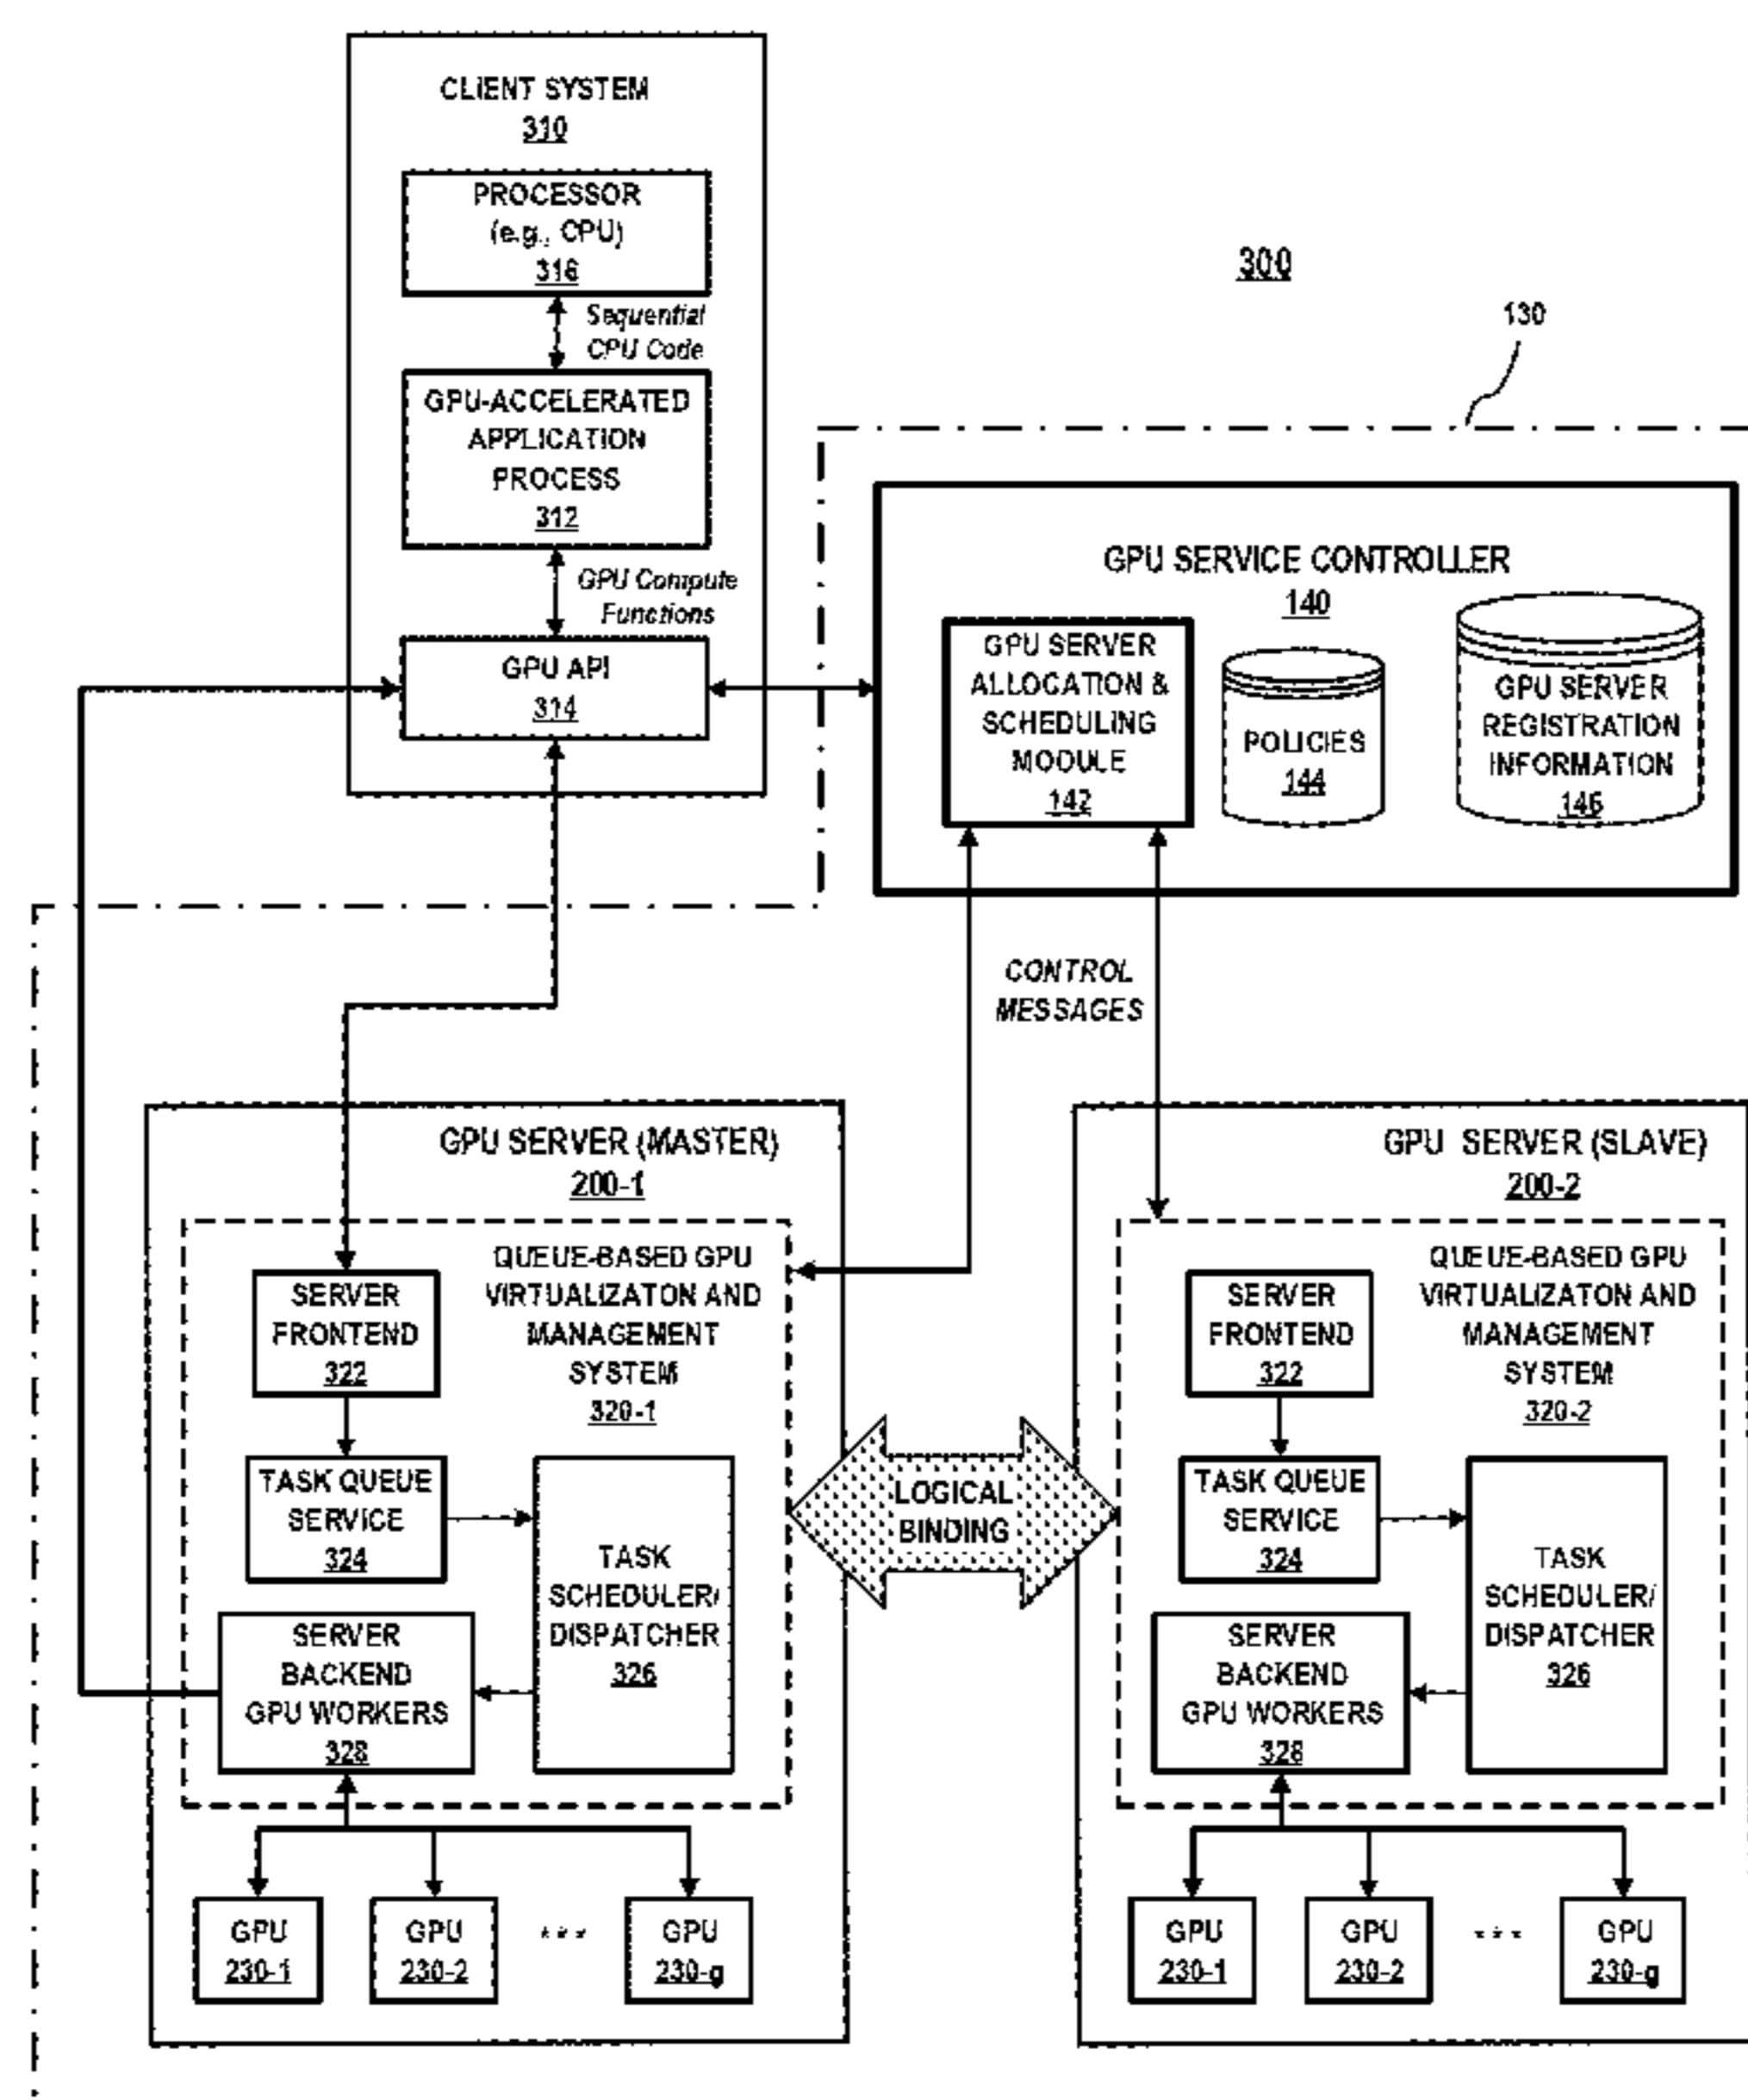 CLIENT SYSTEM
310
PROCESSOR
(e.g., CPU)
316
Sequential
CPU Code
GPU-ACCELERATED
APPLICATION
PROCESS
312
GPU Compute
Functions
GPU API
314
300
130
GPU SERVICE CONTROLLER
140
GPU SERVER
ALLOCATION &
SCHEDULING
MODULE
142
POLICIES
144
GPU SERVER
REGISTRATION
INFORMATION
146
CONTROL
MESSAGES
GPU SERVER (MASTER)
200-1
QUEUE-BASED GPU
VIRTUALIZATON AND
MANAGEMENT
SYSTEM
320-1
SERVER
FRONTEND
322
TASK QUEUE
SERVICE
324
TASK
SCHEDULER/
DISPATCHER
326
SERVER
BACKEND
GPU WORKERS
328
GPU
230-1
GPU
230-2
* * *
GPU
230-g
LOGICAL
BINDING
GPU SERVER (SLAVE)
200-2
QUEUE-BASED GPU
VIRTUALIZATON AND
MANAGEMENT
SYSTEM
320-2
SERVER
FRONTEND
322
TASK QUEUE
SERVICE
324
TASK
SCHEDULER/
DISPATCHER
326
SERVER
BACKEND
GPU WORKERS
328
GPU
230-1
GPU
230-2
* * *
GPU
230-g